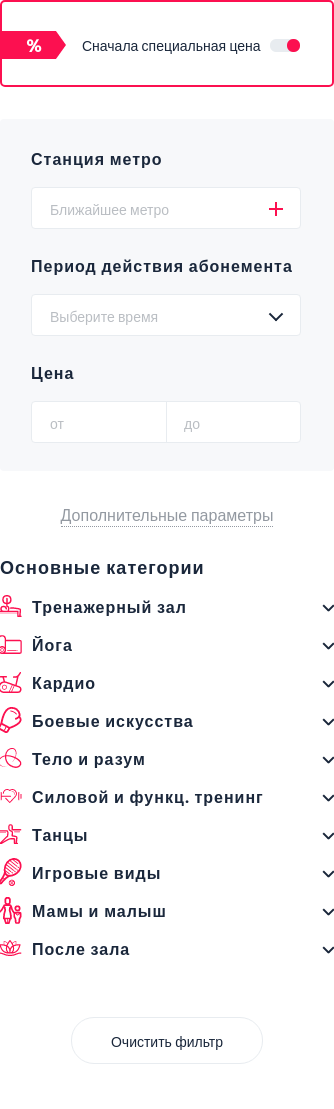 %
Сначала специальная цена
Станция метро
Ближайшее метро
Период действия абонемента
Выберите время
Цена
от
до
Дополнительные параметры
Основные категории
Тренажерный зал
Йога
Кардио
Боевые искусства
Тело и разум
Силовой и функц. тренинг
Танцы
Игровые виды
Мамы и малыш
После зала
Очистить фильтр